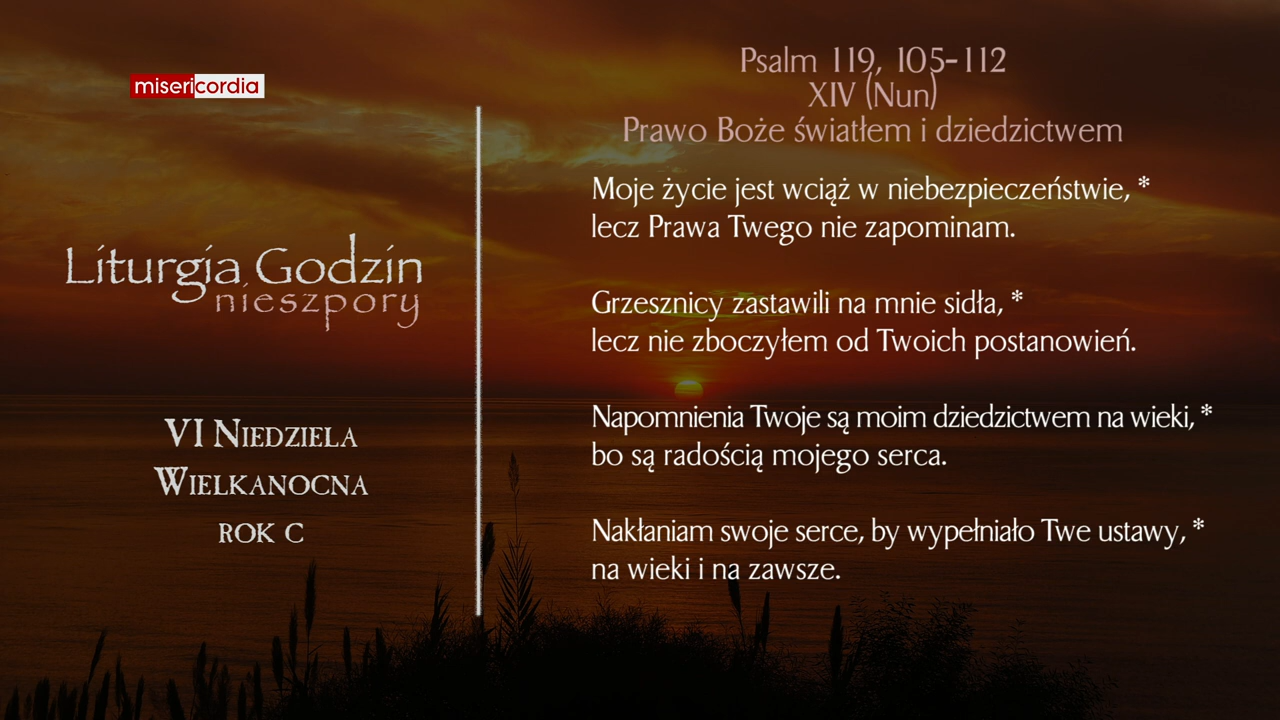 misericordia
Liturgia Godzin
nieszpory
VI Niedziela
Wielkanocna
rok C
Psalm 119, 105-112
XIV (Nun)
Prawo Boże światłem i dziedzictwem
Moje życie jest wciąż w niebezpieczeństwie, *
lecz Prawa Twego nie zapominam.
Grzesznicy zastawili na mnie sidła, *
lecz nie zboczyłem od Twoich postanowień.
Napomnienia Twoje są moim dziedzictwem na wieki, *
bo są radością mojego serca.
Nakłaniam swoje serce, by wypełniało Twe ustawy, *
na wieki i na zawsze.